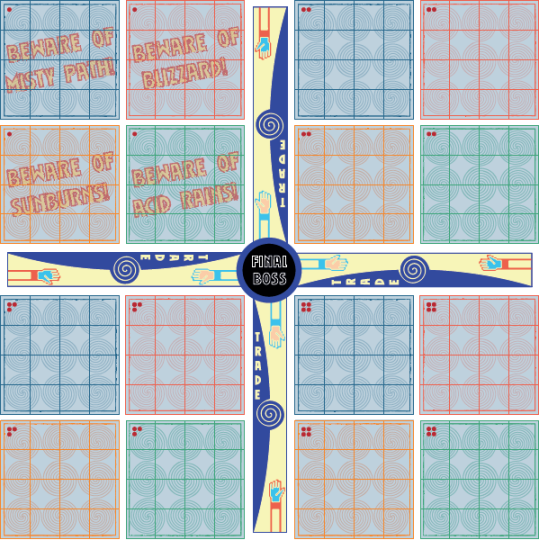 BEWARE OF
MISTY PATH!
BEWARE OF
BUZZARD!
TRADE
BEWARE OF
SUNBURNS!
BEWARE OF
ACID RAINS!
TRADE
FINAL
BOSS
TRADE
TRADE